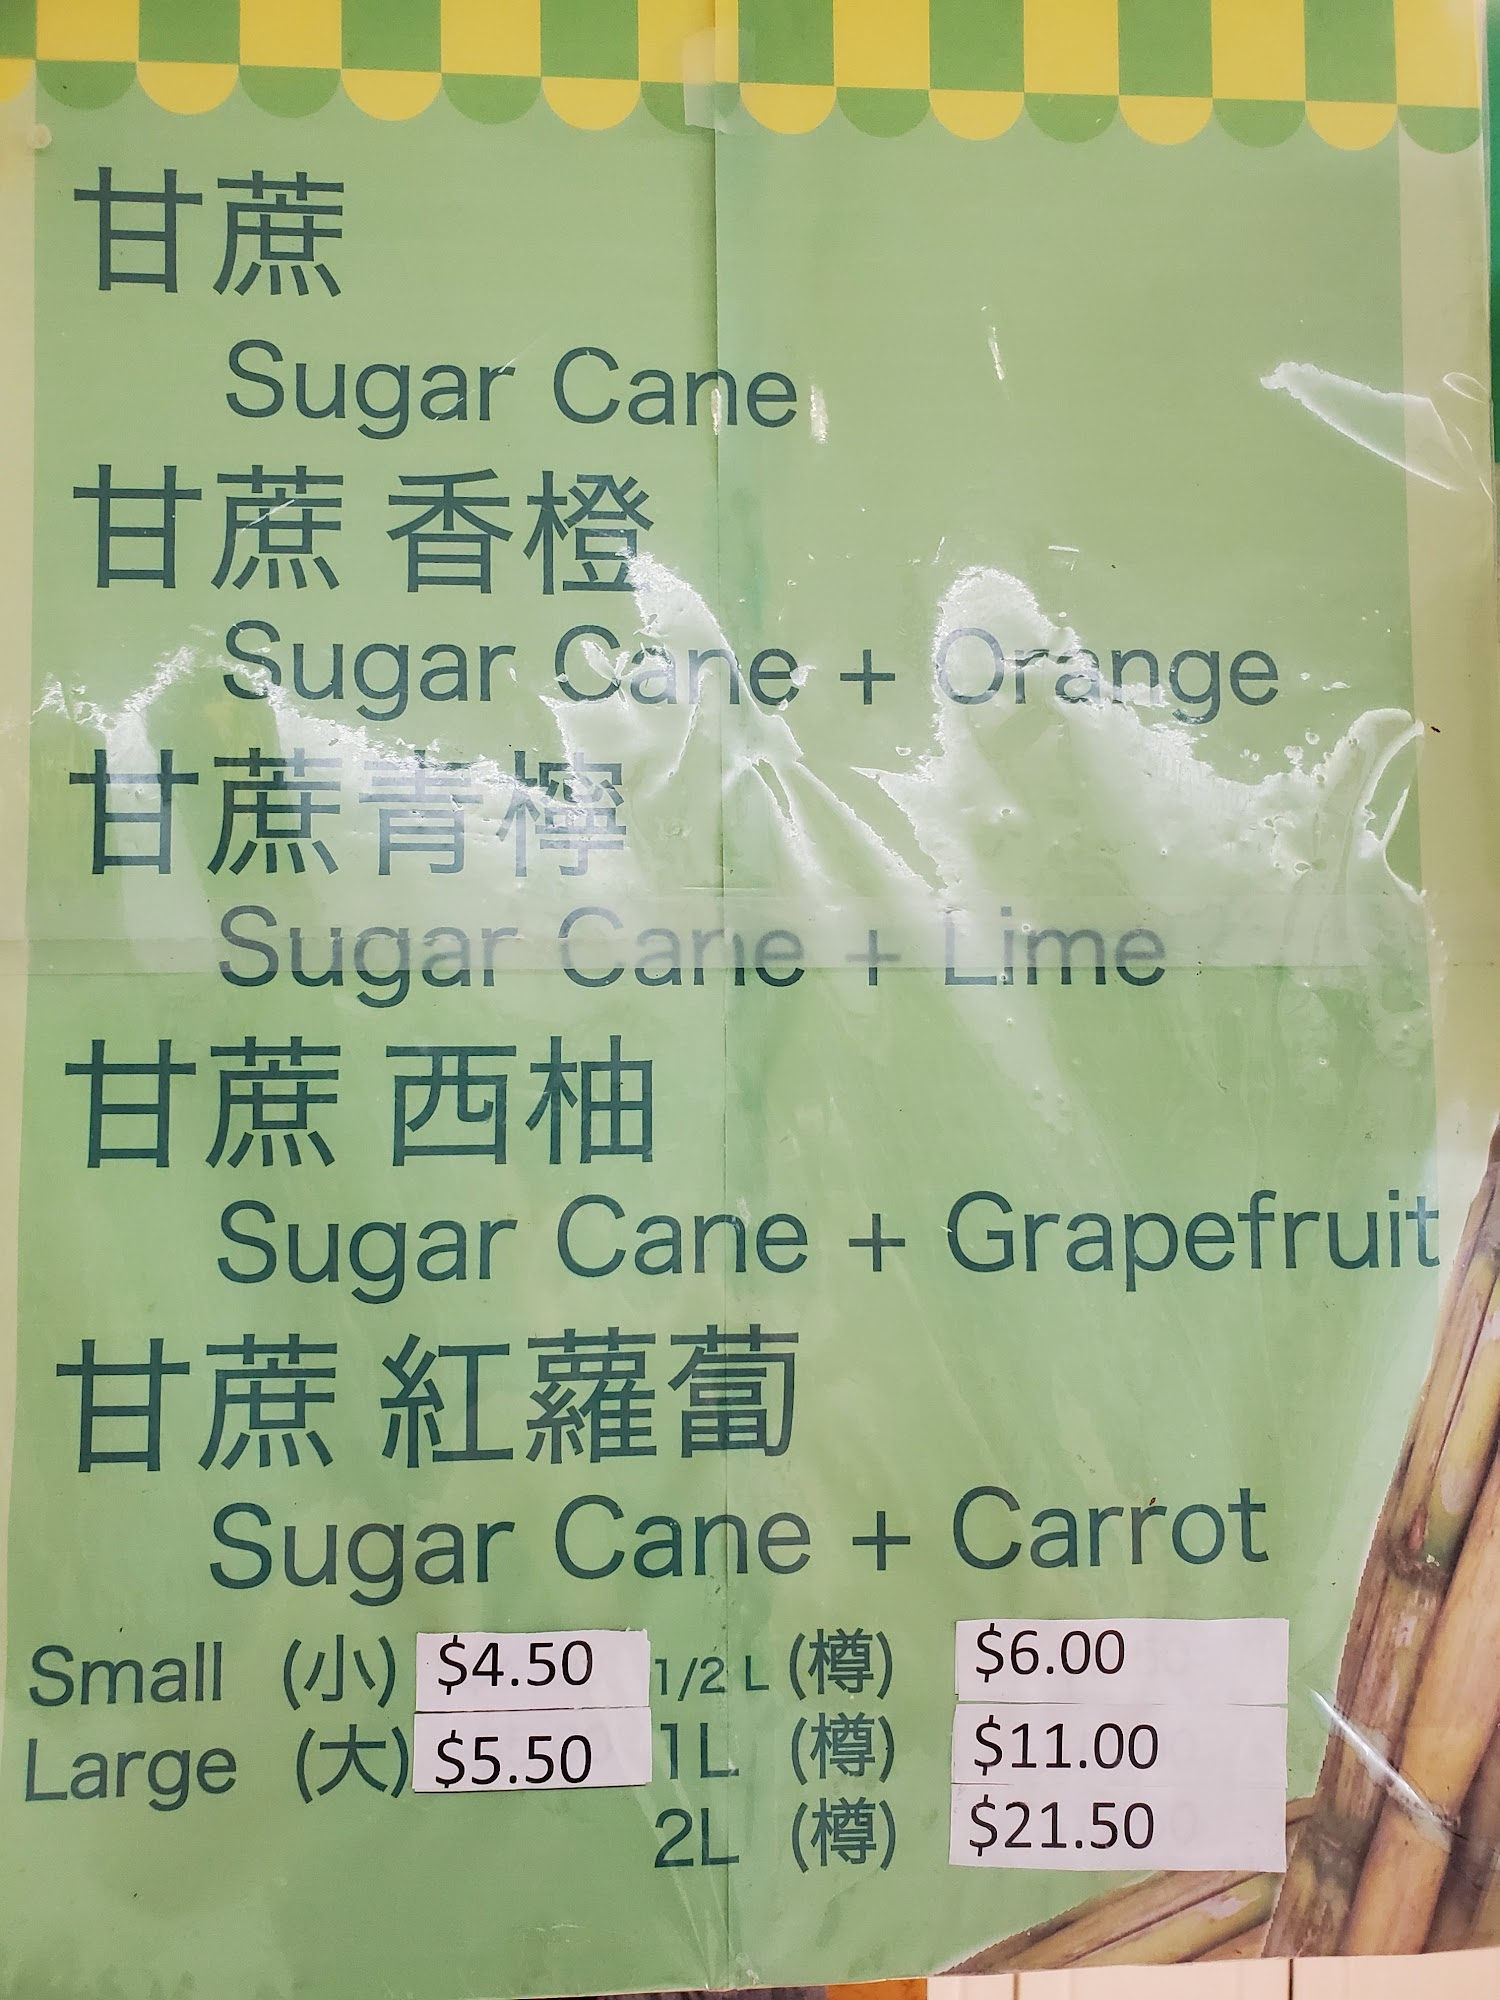 甘蔗
Sugar Cane
甘蔗 香橙
Sugar Cane + Orange
甘蔗青檸
Sugar Cane + Lime
甘蔗 西柚
Sugar Cane + Grapefruit
甘蔗 紅蘿蔔
Sugar Cane + Carrot
Small (小) $4.50 1/2 L (樽) $6.00
Large (大) $5.50 1L (樽) $11.00
2L (樽) $21.50